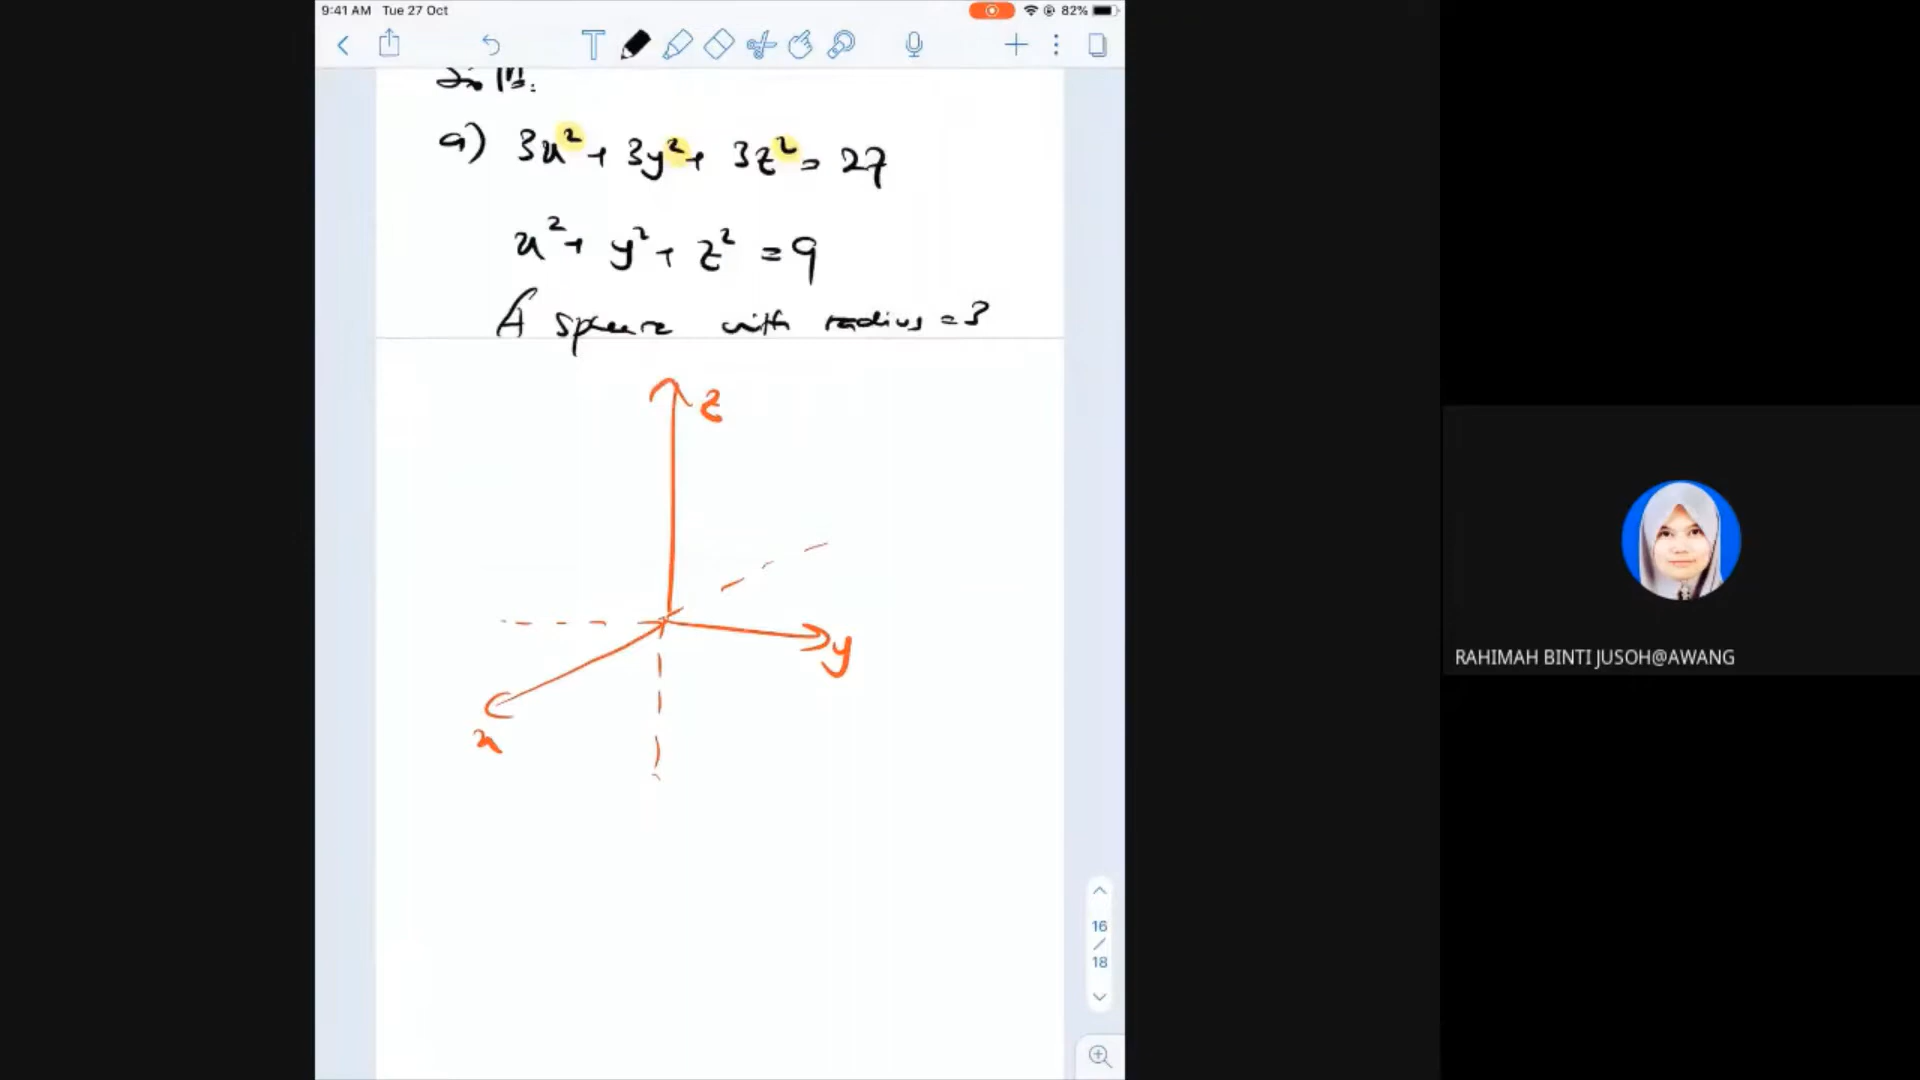 9:41 AM Tue 27 Oct
82%
a) 3x² + 3y² + 3z² = 27
x² + y² + z² = 9
A sphere with radius = 3
z
y
x
16
/
18
RAHIMAH BINTI JUSOH@AWANG